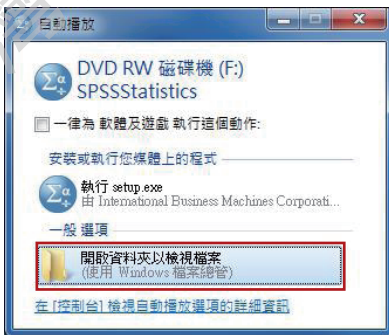 自動播放
DVD RW 磁碟機 (F:)
SPSSStatistics
一律為 軟體及遊戲 執行這個動作:
安裝或執行您媒體上的程式
執行 setup.exe
由 International Business Machines Corporati...
一般 選項
開啟資料夾以檢視檔案
(使用 Windows 檔案總管)
在 [控制台] 檢視自動播放選項的詳細資訊